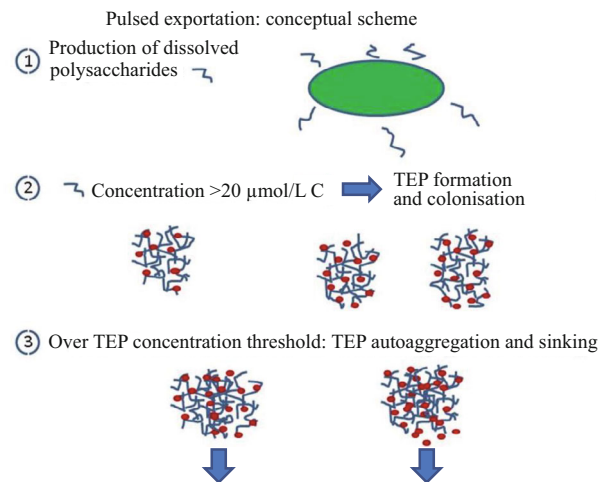 Pulsed exportation: conceptual scheme
1 Production of dissolved
polysaccharides
2 Concentration >20 µmol/L C TEP formation
and colonisation
3 Over TEP concentration threshold: TEP autoaggregation and sinking